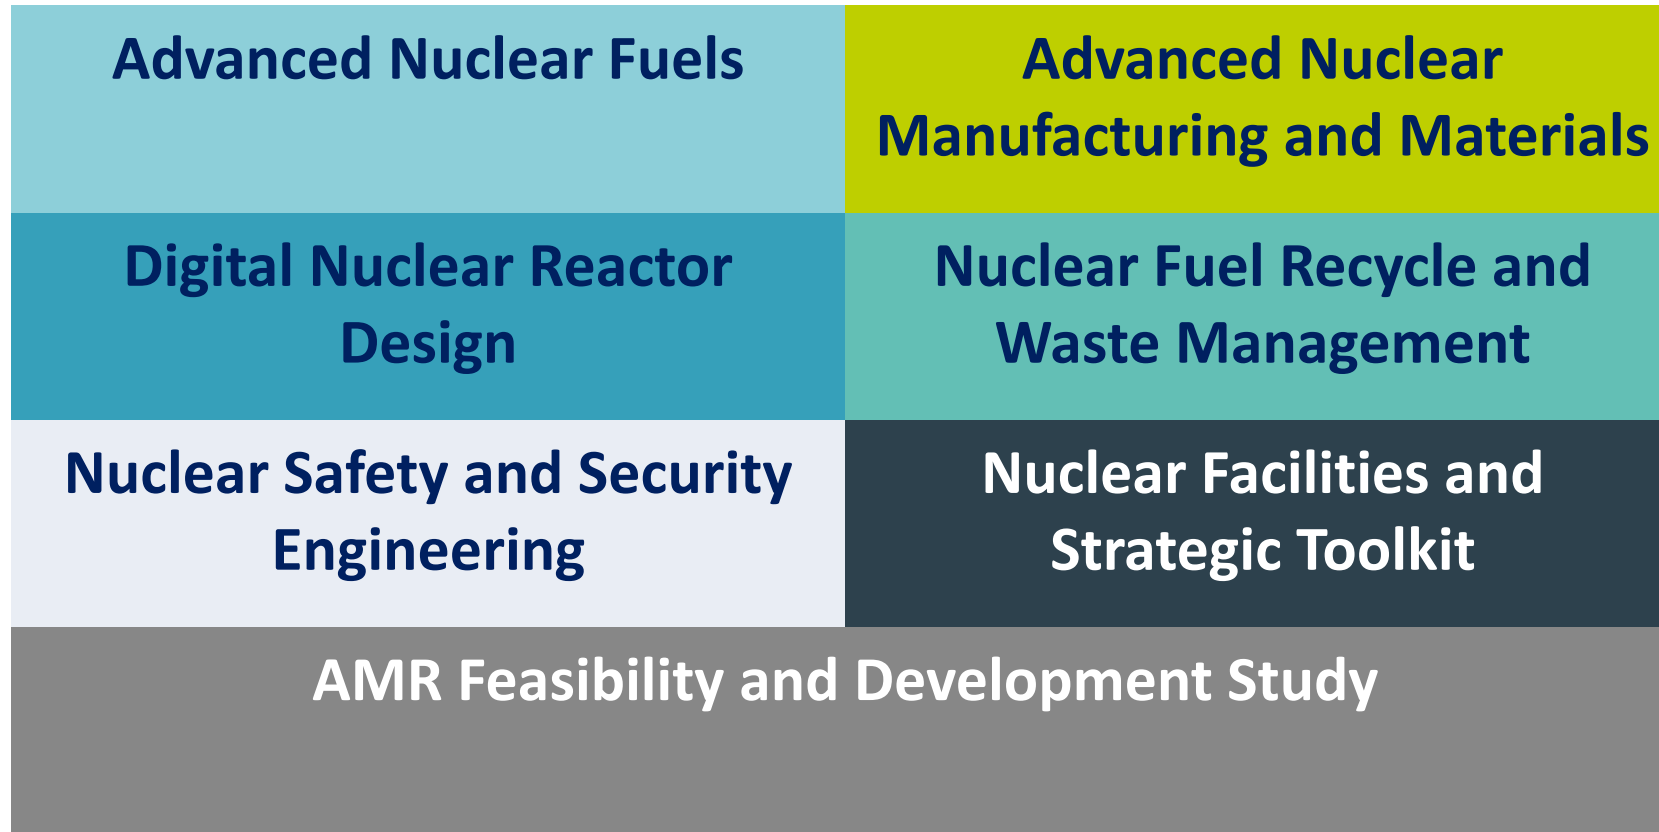 Advanced Nuclear Fuels
Advanced Nuclear
Manufacturing and Materials
Digital Nuclear Reactor
Design
Nuclear Fuel Recycle and
Waste Management
Nuclear Safety and Security
Engineering
Nuclear Facilities and
Strategic Toolkit
AMR Feasibility and Development Study